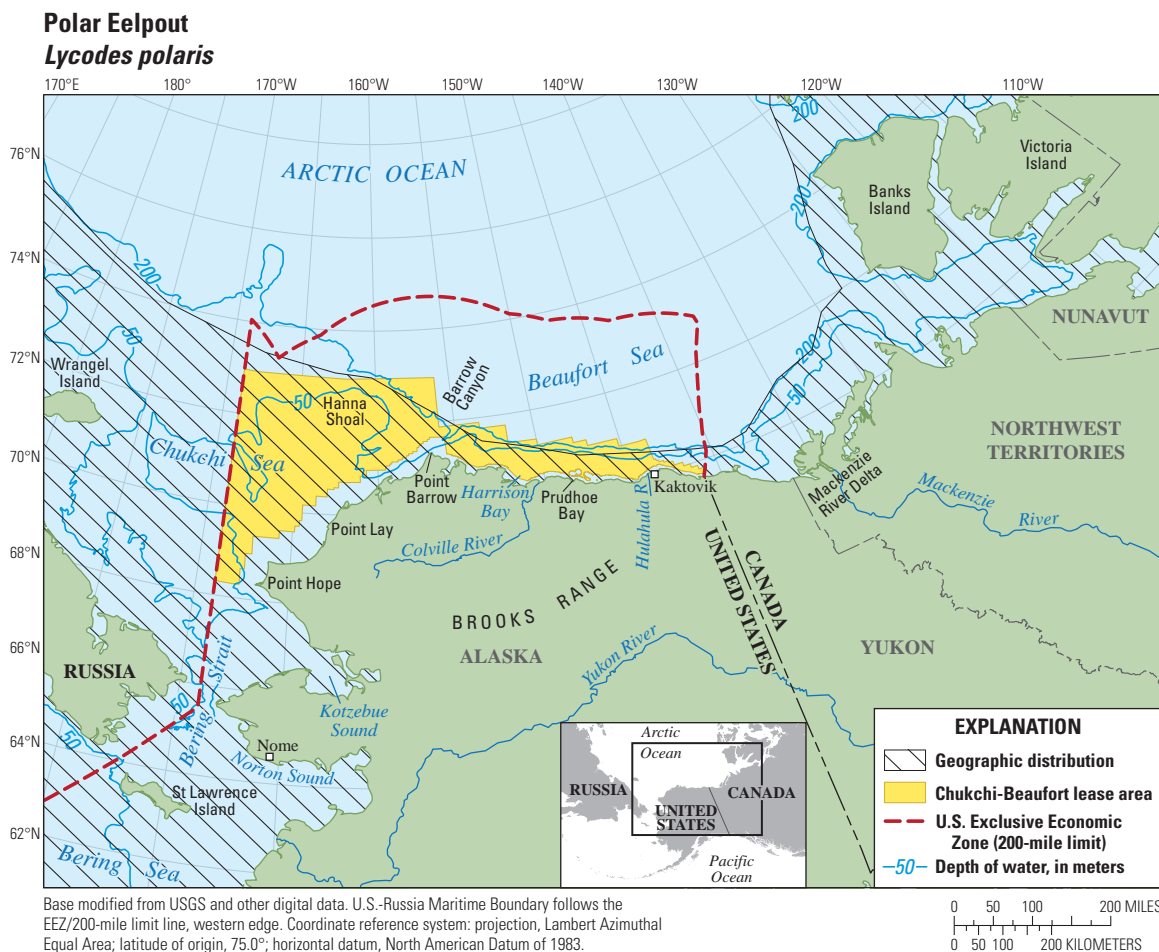 Polar Eelpout
Lycodes polaris
170°E
180°
170°W
160°W
150°W
140°W
130°W
120°W
110°W
76°N
74°N
72°N
70°N
68°N
66°N
64°N
62°N
ARCTIC OCEAN
200
200
200
200
200
Banks
Island
Victoria
Island
NUNAVUT
50
Wrangel
Island
Beaufort Sea
Barrow
Canyon
50
Hanna
Shoal
50
Chukchi Sea
NORTHWEST
TERRITORIES
Point
Barrow
Harrison
Bay
Prudhoe
Bay
Hulahula R
Kaktovik
Mackenzie
River Delta
Mackenzie River
Point Lay
Colville River
Point Hope
BROOKS RANGE
CANADA
UNITED STATES
ALASKA
YUKON
RUSSIA
Yukon River
Bering Strait
50
50
Kotzebue
Sound
Nome
Norton Sound
St Lawrence
Island
Bering Sea
Arctic
Ocean
RUSSIA
CANADA
UNITED
STATES
Pacific
Ocean
EXPLANATION
Geographic distribution
Chukchi-Beaufort lease area
U.S. Exclusive Economic
Zone (200-mile limit)
50 Depth of water, in meters
Base modified from USGS and other digital data. U.S.-Russia Maritime Boundary follows the
EEZ/200-mile limit line, western edge. Coordinate reference system: projection, Lambert Azimuthal
Equal Area; latitude of origin, 75.0°; horizontal datum, North American Datum of 1983.
0 50 100 200 MILES
0 50 100 200 KILOMETERS